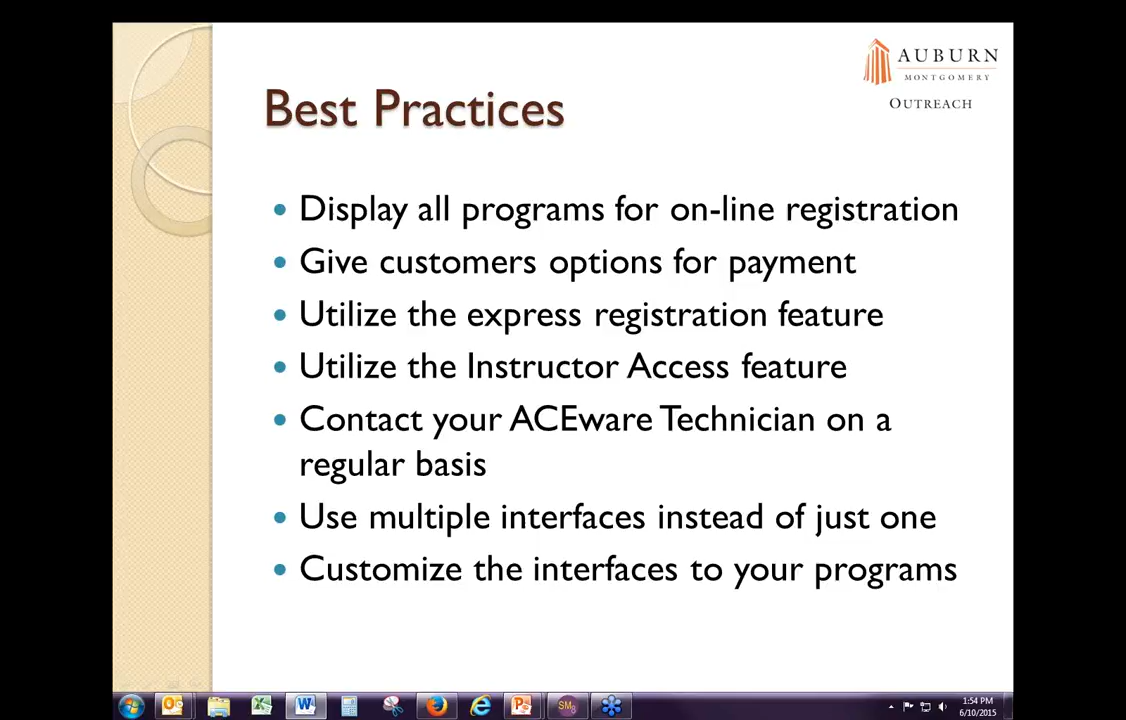 AUBURN
MONTGOMERY
OUTREACH
Best Practices
Display all programs for on-line registration
Give customers options for payment
Utilize the express registration feature
Utilize the Instructor Access feature
Contact your ACEware Technician on a
regular basis
Use multiple interfaces instead of just one
Customize the interfaces to your programs
1:54 PM
6/10/2015